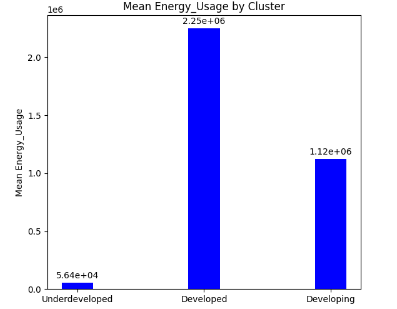 Mean Energy_Usage by Cluster
1e6
2.25e+06
2.0
1.5
1.12e+06
Mean Energy_Usage
1.0
0.5
5.64e+04
0.0
Underdeveloped Developed Developing